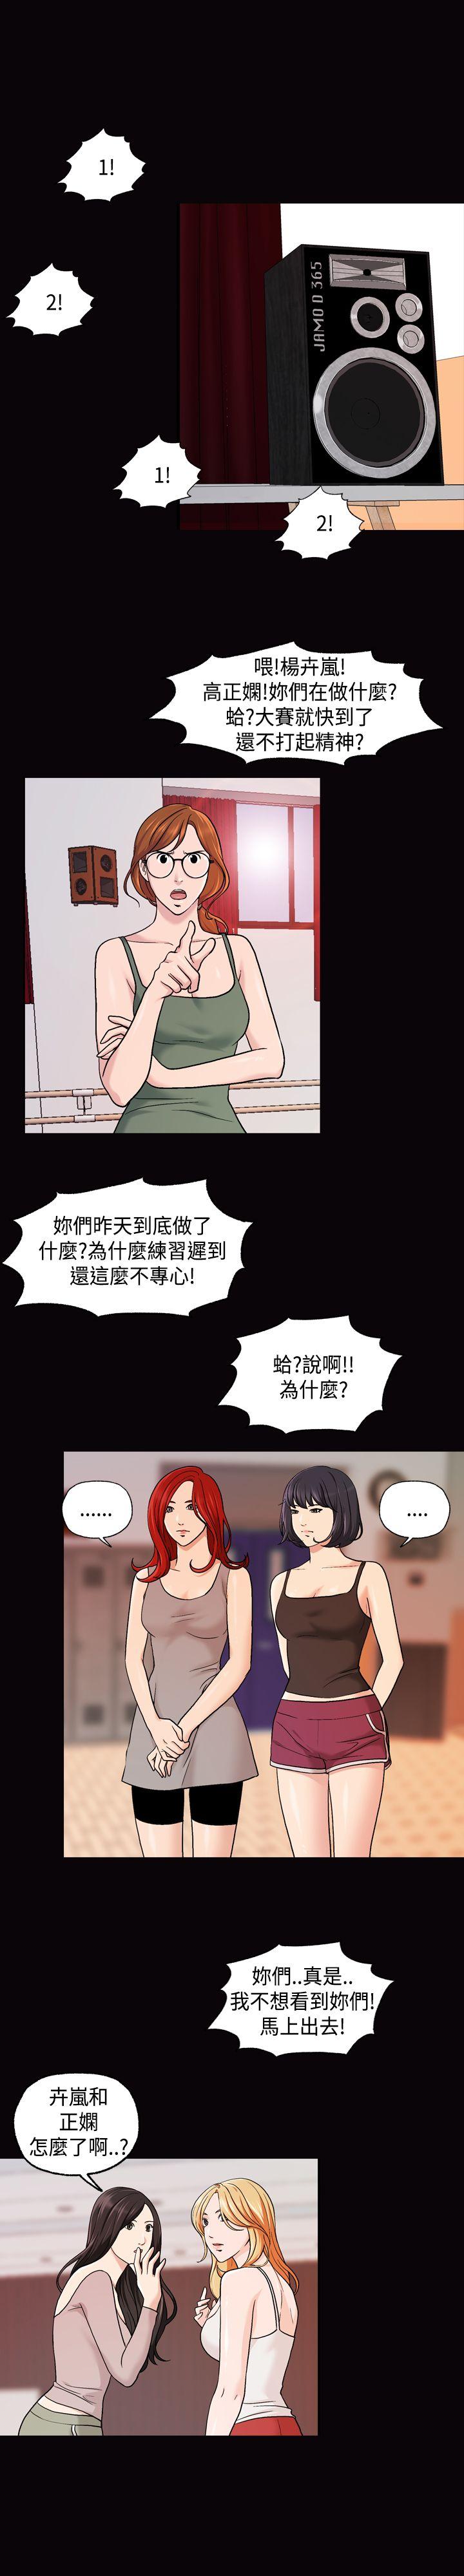 1!
2!
JAMO D 365
1!
2!
喂!楊卉嵐!
高正嫻!妳們在做什麼?
蛤?大賽就快到了
還不打起精神?
妳們昨天到底做了
什麼?為什麼練習遲到
還這麼不專心!
蛤?說啊!!
為什麼?
......
....
妳們..真是..
我不想看到妳們!
馬上出去!
卉嵐和
正嫻
怎麼了啊..?